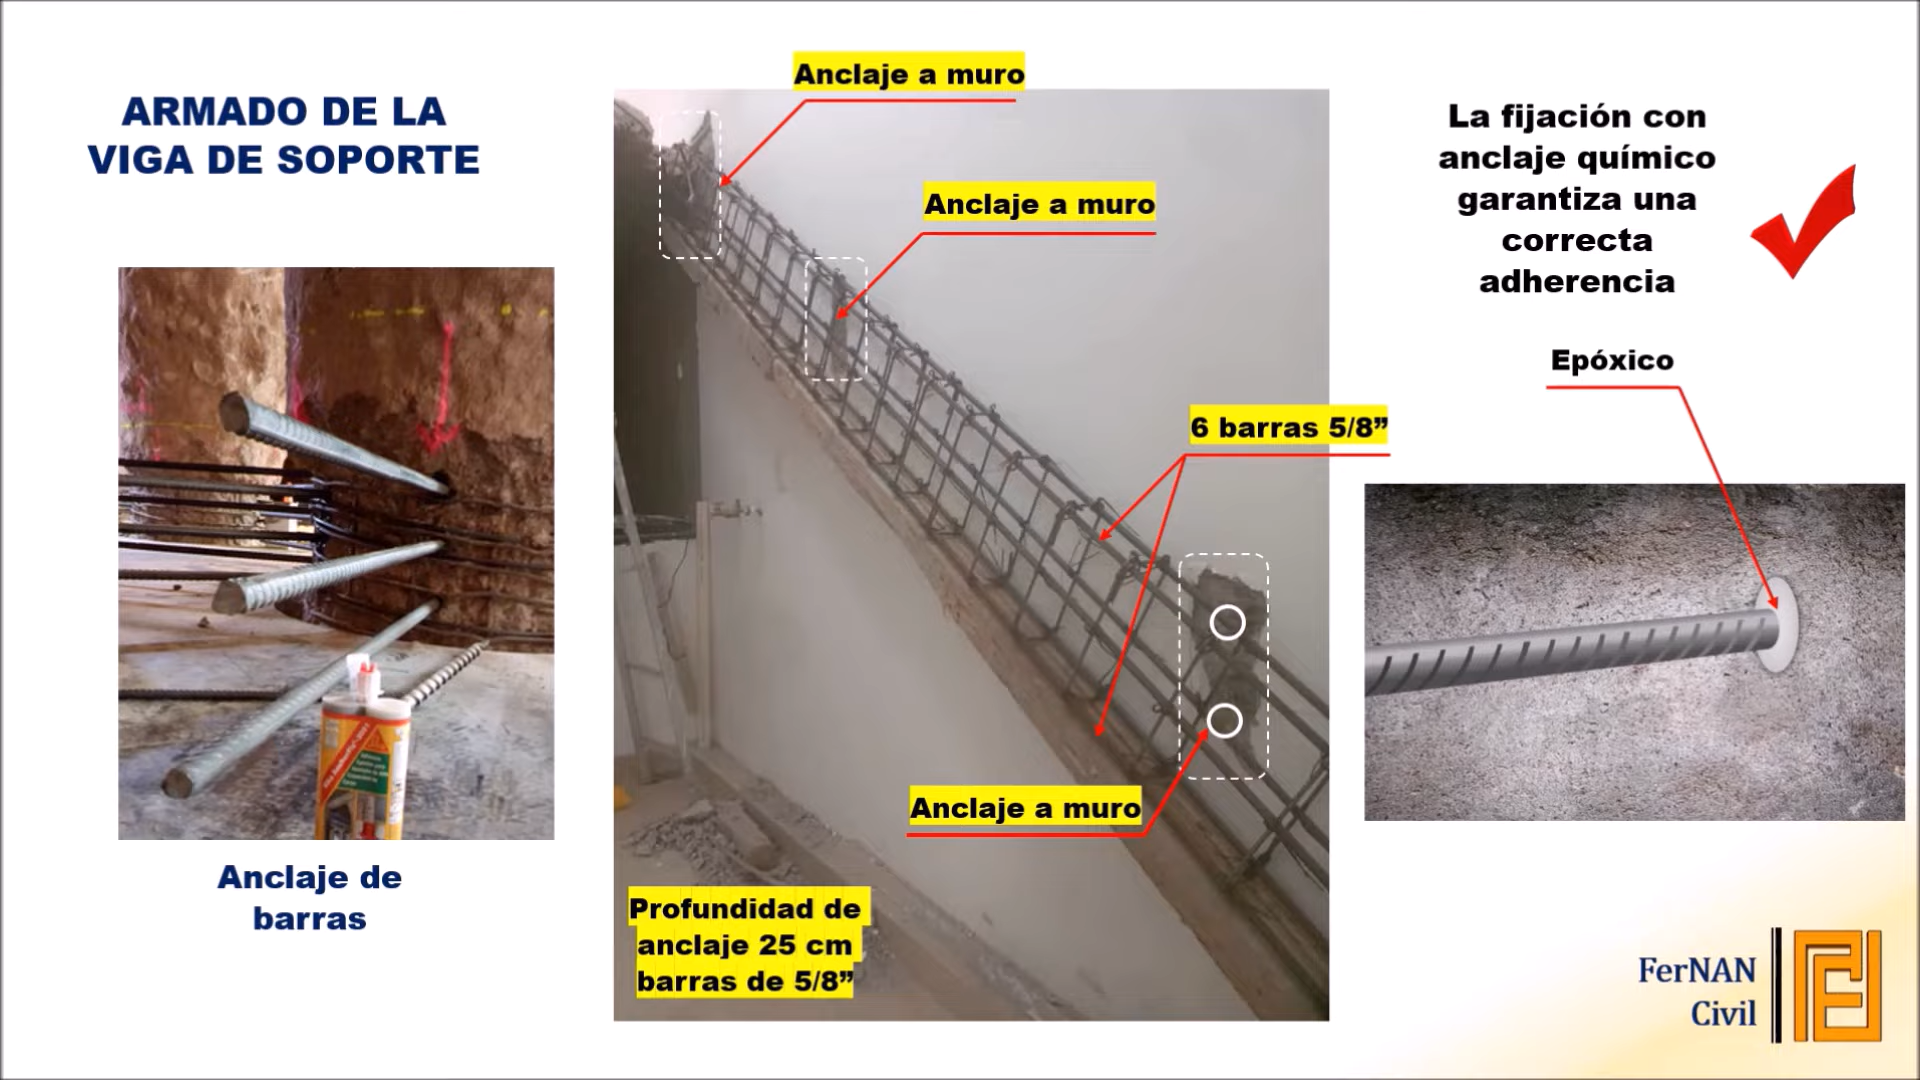 ARMADO DE LA
VIGA DE SOPORTE
Anclaje a muro
Anclaje a muro
6 barras 5/8”
Anclaje a muro
Profundidad de
anclaje 25 cm
barras de 5/8”
Anclaje de
barras
La fijación con
anclaje químico
garantiza una
correcta
adherencia
Epóxico
FerNAN
Civil